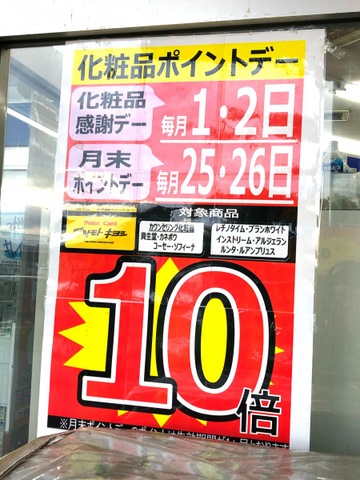 化粧品ポイントデー
化粧品
感謝デー
毎月1・2日
月末
ポイントデー
毎月25・26日
対象商品
Point Card
マツモトキヨシ
カウンセリング化粧品
資生堂・カネボウ
コーセー・ソフィーナ
レチノタイム・ブランホワイト
インストリーム・アルジェラン
ルンタ・ルアンプリュス
10倍